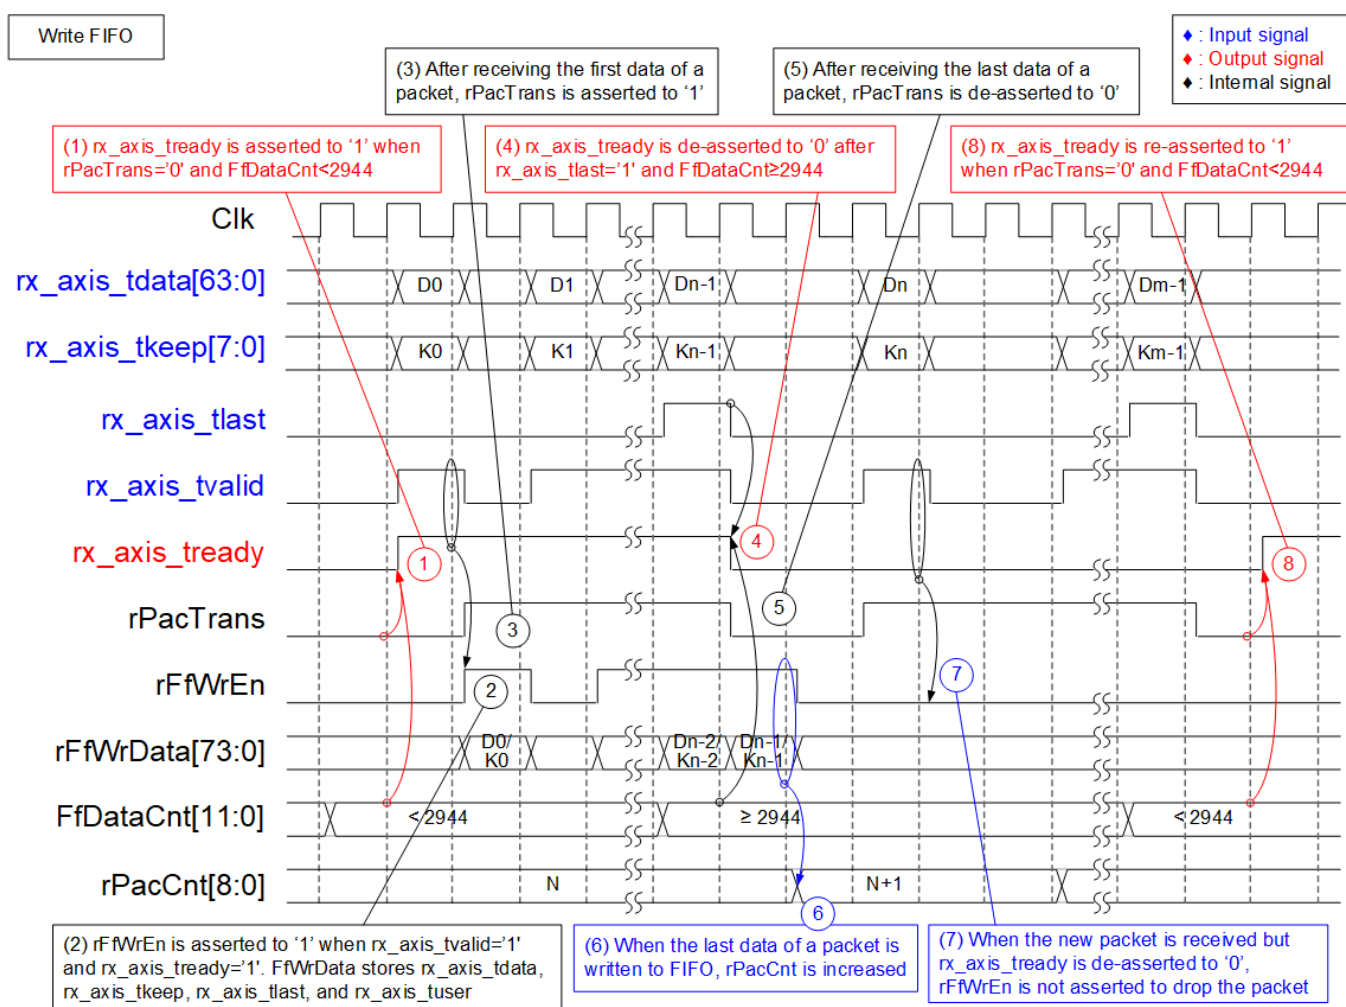 Write FIFO
♦ : Input signal
♦ : Output signal
♦ : Internal signal
(3) After receiving the first data of a
packet, rPacTrans is asserted to ‘1’
(5) After receiving the last data of a
packet, rPacTrans is de-asserted to ‘0’
(1) rx_axis_tready is asserted to ‘1’ when
rPacTrans=’0’ and FfDataCnt<2944
(4) rx_axis_tready is de-asserted to ‘0’ after
rx_axis_tlast=’1’ and FfDataCnt≥2944
(8) rx_axis_tready is re-asserted to ‘1’
when rPacTrans=’0’ and FfDataCnt<2944
Clk
rx_axis_tdata[63:0] D0 D1 Dn-1 Dn Dm-1
rx_axis_tkeep[7:0] K0 K1 Kn-1 Kn Km-1
rx_axis_tlast
rx_axis_tvalid
rx_axis_tready 1 4 8
rPacTrans 3 5
rFfWrEn 2 7
rFfWrData[73:0] D0/ Dn-2/ Dn-1/
K0 Kn-2 Kn-1
FfDataCnt[11:0] < 2944 ≥ 2944 < 2944
rPacCnt[8:0] N N+1
6
(2) rFfWrEn is asserted to ‘1’ when rx_axis_tvalid=’1’
and rx_axis_tready=’1’. FfWrData stores rx_axis_tdata,
rx_axis_tkeep, rx_axis_tlast, and rx_axis_tuser
(6) When the last data of a packet is
written to FIFO, rPacCnt is increased
(7) When the new packet is received but
rx_axis_tready is de-asserted to ‘0’,
rFfWrEn is not asserted to drop the packet